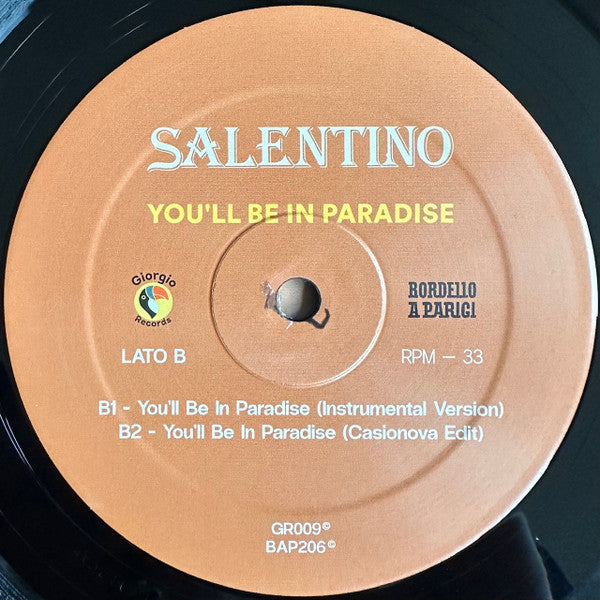 SALENTINO
YOU'LL BE IN PARADISE
Giorgio
Records
BORDELLO
A PARIGI
LATO B
RPM — 33
B1 - You'll Be In Paradise (Instrumental Version)
B2 - You'll Be In Paradise (Casionova Edit)
GR009©
BAP206©